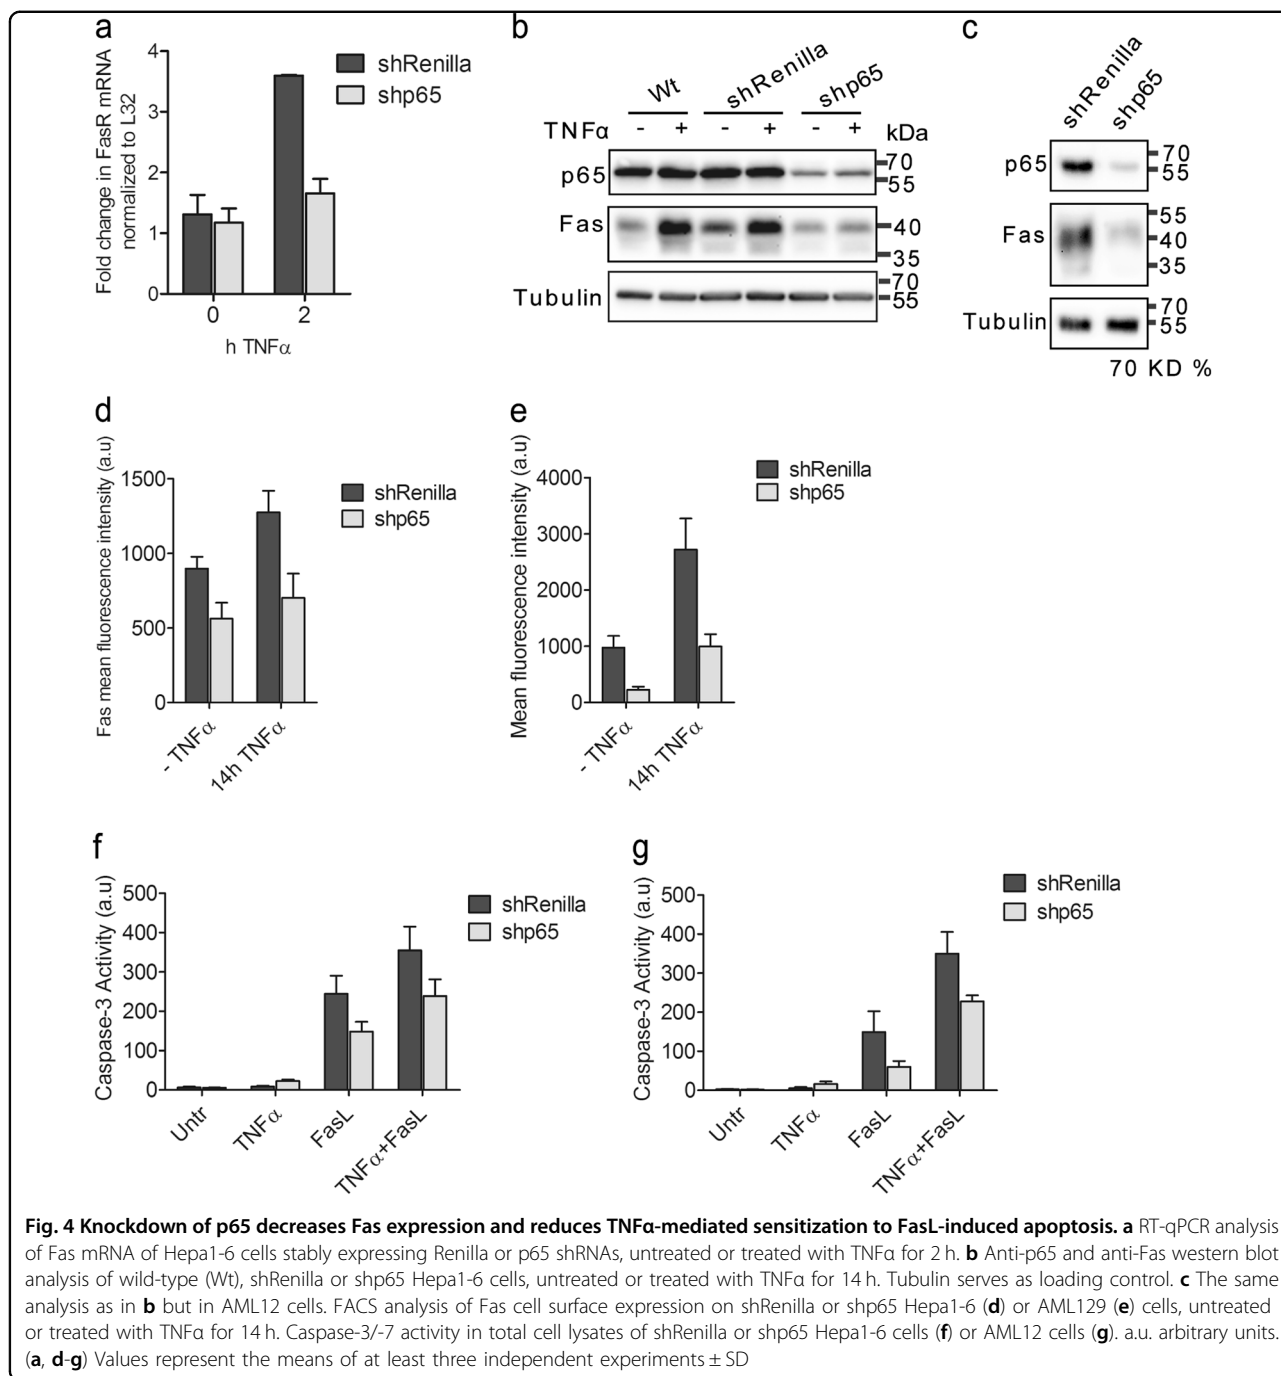 a
Fold change in FasR mRNA
normalized to L32
4
3
2
1
0
0
2
h TNFα
shRenilla
shp65
b
Wt
shRenilla
shp65
TNFα
- + - + - +
kDa
p65
70
55
Fas
40
35
Tubulin
70
55
c
shRenilla
shp65
p65
70
55
Fas
55
40
35
Tubulin
70
55
70 KD %
d
Fas mean fluorescence intensity (a.u)
1500
1000
500
0
- TNFα
14h TNFα
shRenilla
shp65
e
Mean fluorescence intensity (a.u)
4000
3000
2000
1000
0
- TNFα
14h TNFα
shRenilla
shp65
f
Caspase-3 Activity (a.u)
500
400
300
200
100
0
Untr
TNFα
FasL
TNFα+FasL
shRenilla
shp65
g
Caspase-3 Activity (a.u)
500
400
300
200
100
0
Untr
TNFα
FasL
TNFα+FasL
shRenilla
shp65
Fig. 4 Knockdown of p65 decreases Fas expression and reduces TNFα-mediated sensitization to FasL-induced apoptosis. a RT-qPCR analysis
of Fas mRNA of Hepa1-6 cells stably expressing Renilla or p65 shRNAs, untreated or treated with TNFα for 2 h. b Anti-p65 and anti-Fas western blot
analysis of wild-type (Wt), shRenilla or shp65 Hepa1-6 cells, untreated or treated with TNFα for 14 h. Tubulin serves as loading control. c The same
analysis as in b but in AML12 cells. FACS analysis of Fas cell surface expression on shRenilla or shp65 Hepa1-6 (d) or AML129 (e) cells, untreated
or treated with TNFα for 14 h. Caspase-3/-7 activity in total cell lysates of shRenilla or shp65 Hepa1-6 cells (f) or AML12 cells (g). a.u. arbitrary units.
(a, d-g) Values represent the means of at least three independent experiments ± SD